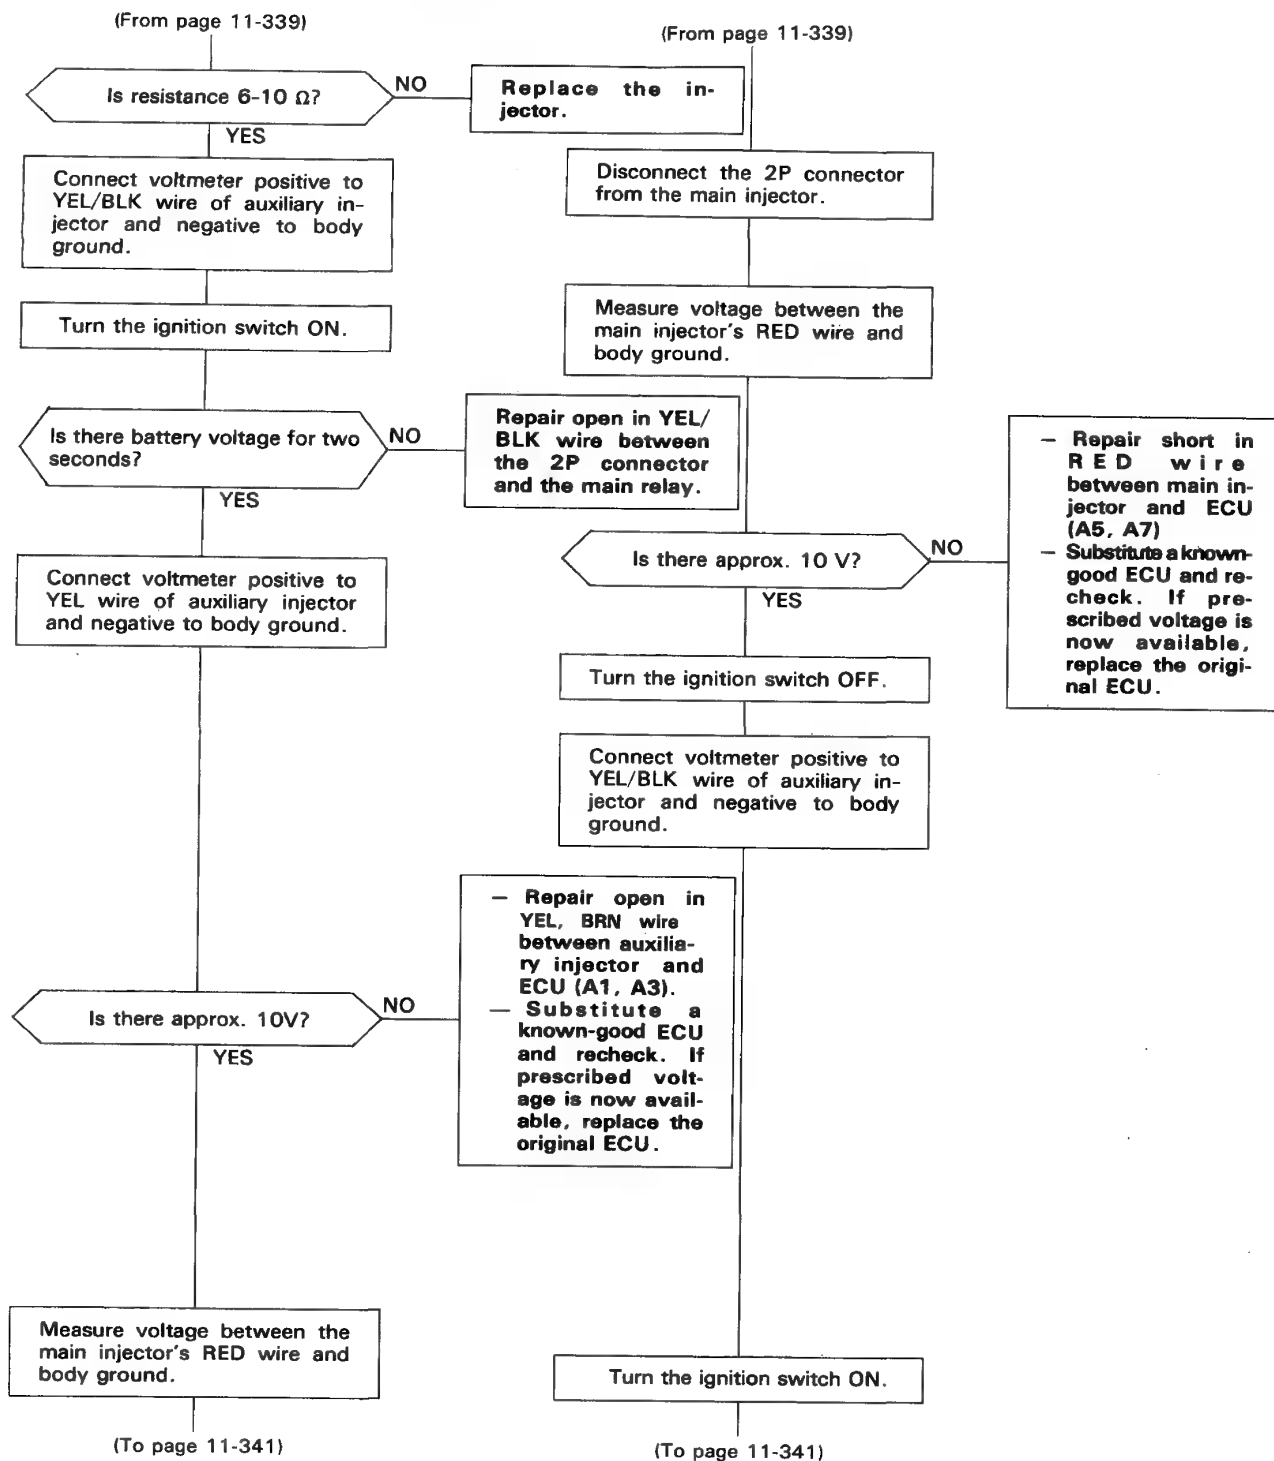 (From page 11-339)
Is resistance 6-10 Ω?
NO
Replace the in-
jector.
YES
Connect voltmeter positive to
YEL/BLK wire of auxiliary in-
jector and negative to body
ground.
Turn the ignition switch ON.
Is there battery voltage for two
seconds?
NO
Repair open in YEL/
BLK wire between
the 2P connector
and the main relay.
YES
Connect voltmeter positive to
YEL wire of auxiliary injector
and negative to body ground.
Is there approx. 10V?
NO
— Repair open in
YEL, BRN wire
between auxilia-
ry injector and
ECU (A1, A3).
— Substitute a
known-good ECU
and recheck. If
prescribed volt-
age is now avail-
able, replace the
original ECU.
YES
Measure voltage between the
main injector's RED wire and
body ground.
(To page 11-341)
(From page 11-339)
Disconnect the 2P connector
from the main injector.
Measure voltage between the
main injector's RED wire and
body ground.
Is there approx. 10 V?
NO
— Repair short in
RED wire
between main in-
jector and ECU
(A5, A7)
— Substitute a known-
good ECU and re-
check. If pre-
scribed voltage is
now available,
replace the origi-
nal ECU.
YES
Turn the ignition switch OFF.
Connect voltmeter positive to
YEL/BLK wire of auxiliary in-
jector and negative to body
ground.
Turn the ignition switch ON.
(To page 11-341)